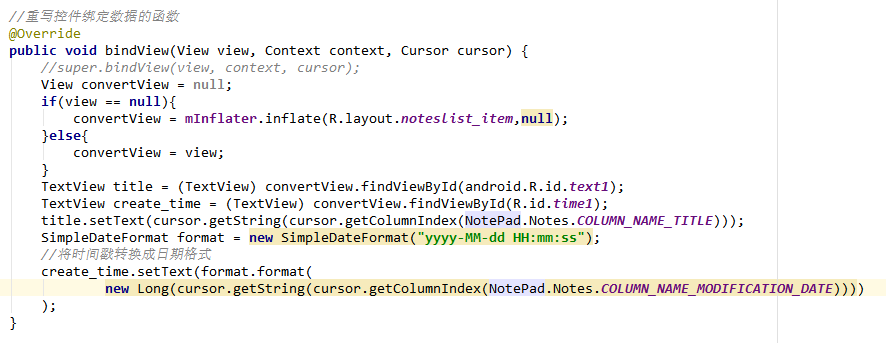 //重写控件绑定数据的函数
@Override
public void bindView(View view, Context context, Cursor cursor) {
    //super.bindView(view, context, cursor);
    View convertView = null;
    if(view == null){
        convertView = mInflater.inflate(R.layout.noteslist_item,null);
    }else{
        convertView = view;
    }
    TextView title = (TextView) convertView.findViewById(android.R.id.text1);
    TextView create_time = (TextView) convertView.findViewById(R.id.time1);
    title.setText(cursor.getString(cursor.getColumnIndex(NotePad.Notes.COLUMN_NAME_TITLE)));
    SimpleDateFormat format = new SimpleDateFormat("yyyy-MM-dd HH:mm:ss");
    //将时间戳转换成日期格式
    create_time.setText(format.format(
            new Long(cursor.getString(cursor.getColumnIndex(NotePad.Notes.COLUMN_NAME_MODIFICATION_DATE))))
    );
}